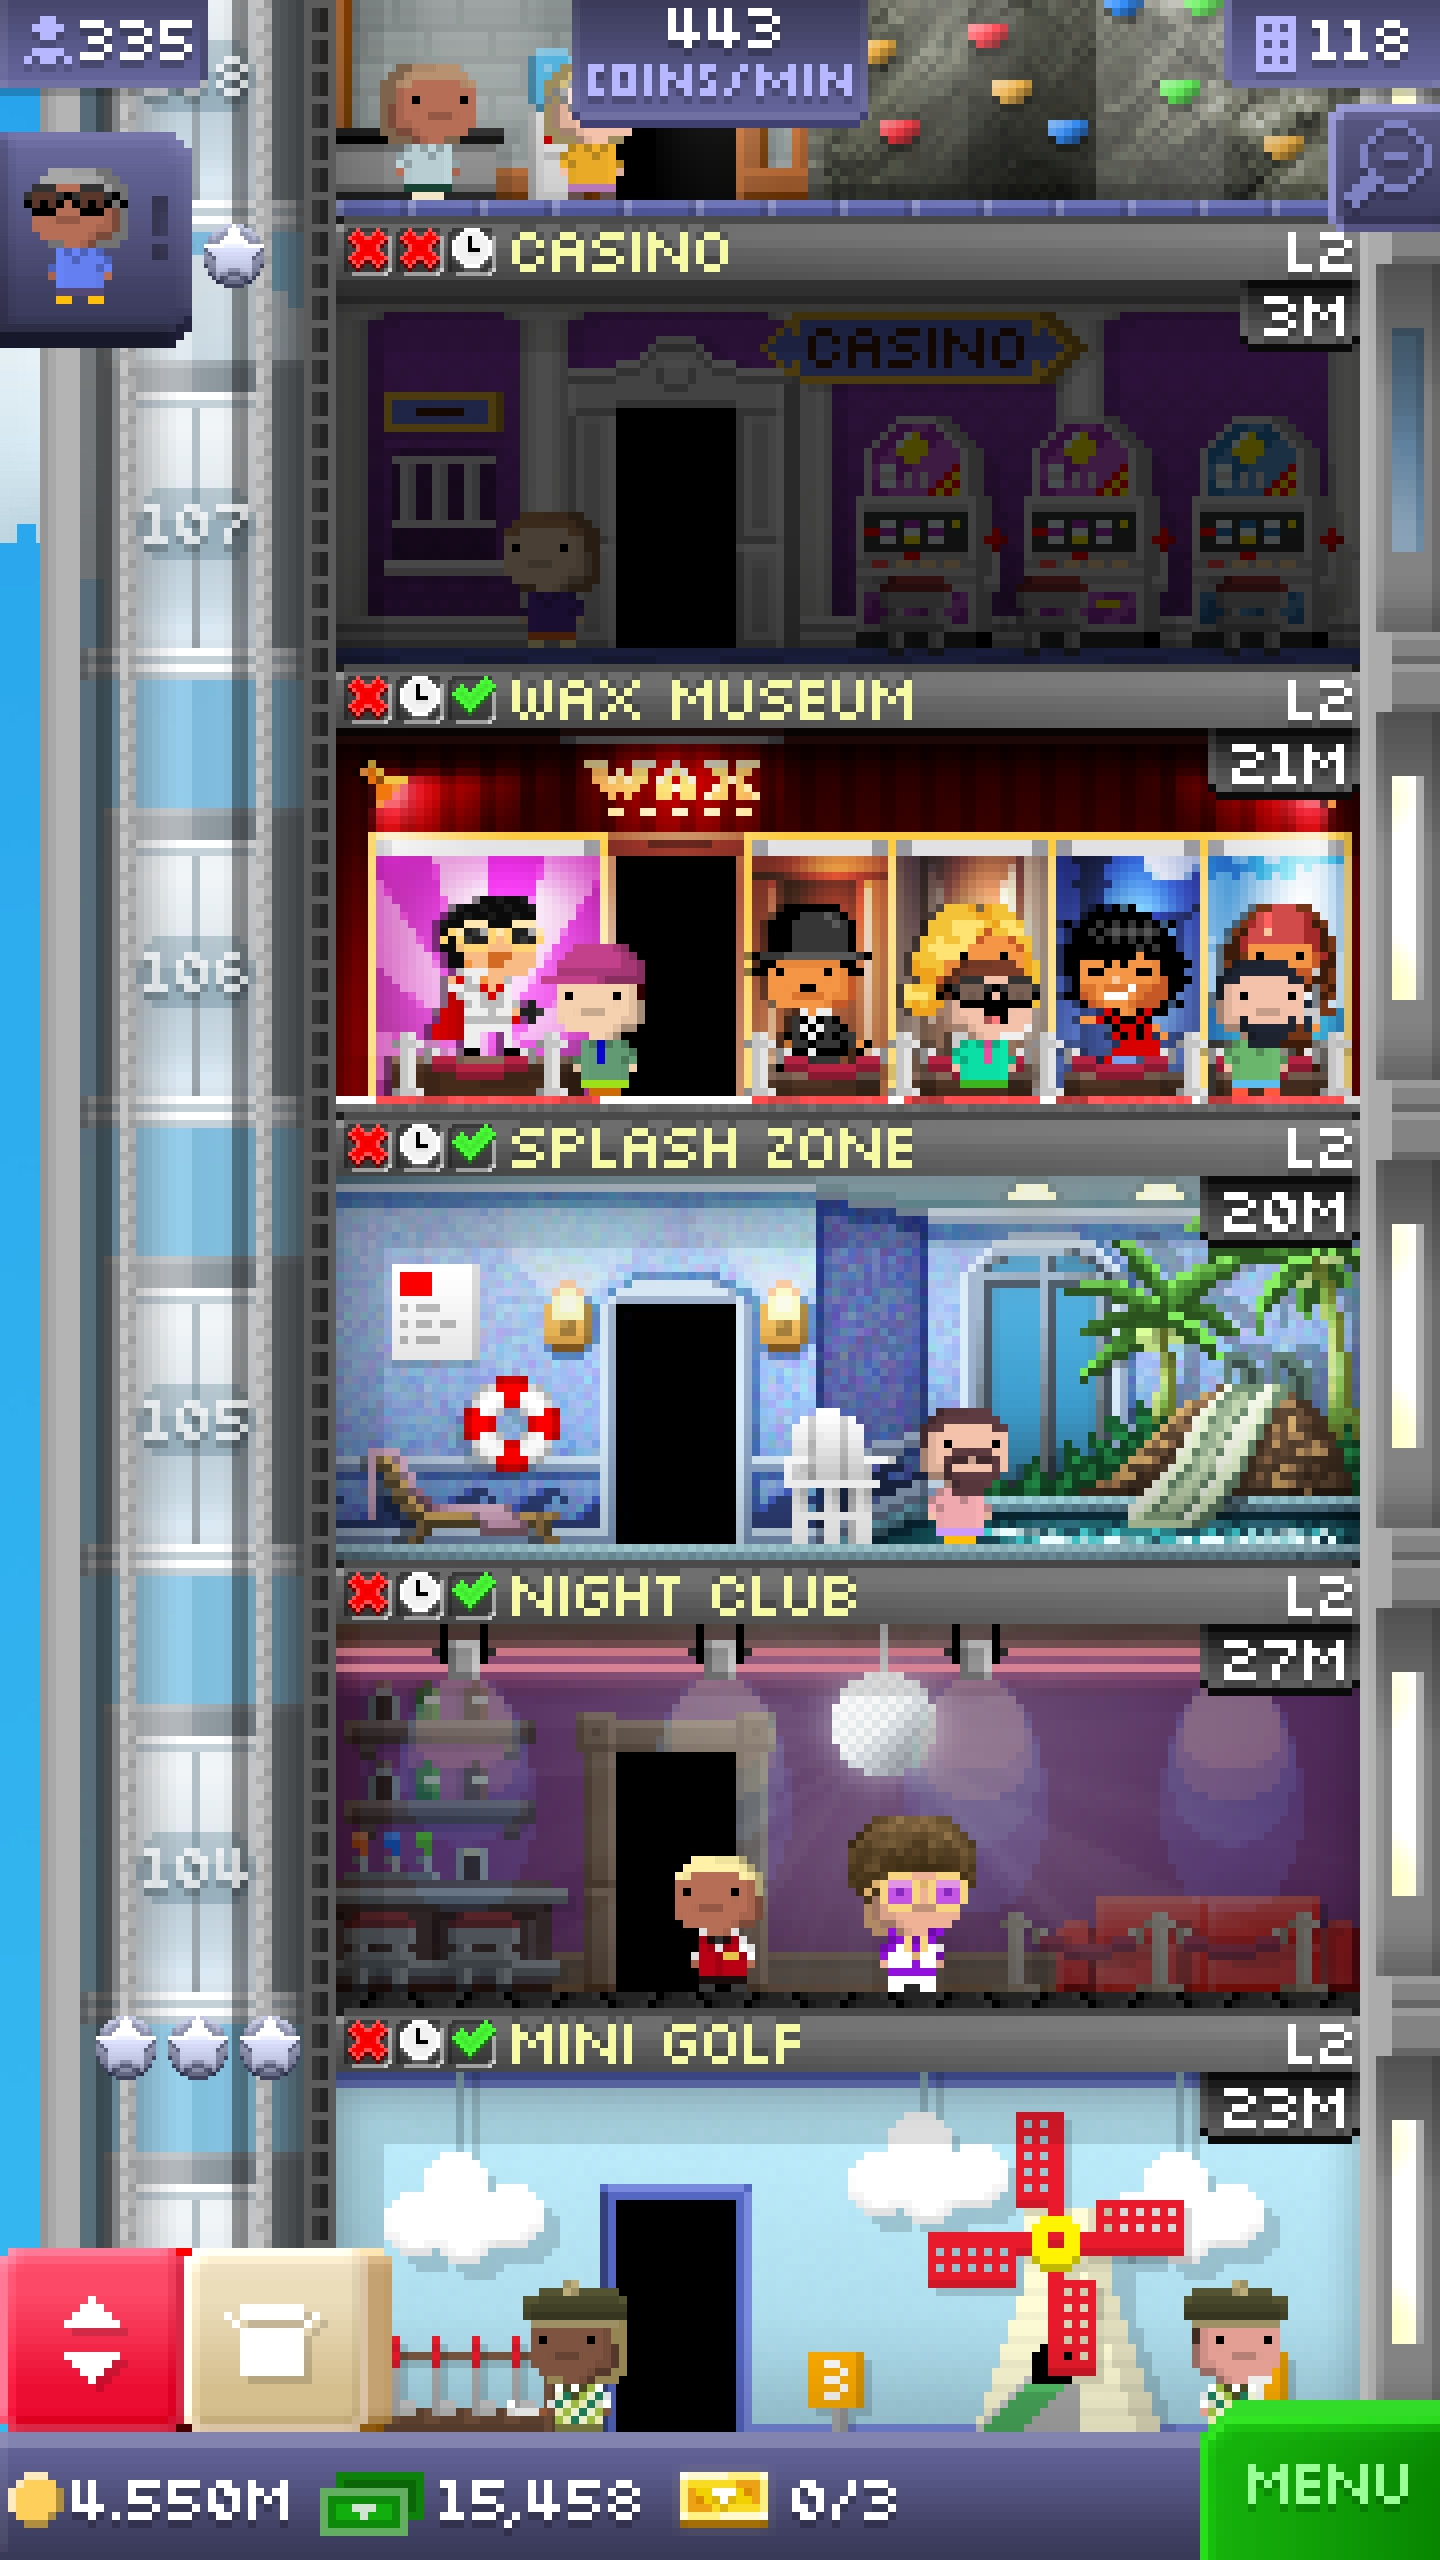 335
443
COINS/MIN
118
8
!
CASINO
L2
3M
CASINO
107
WAX MUSEUM
L2
21M
WAX
106
SPLASH ZONE
L2
20M
105
NIGHT CLUB
L2
27M
104
MINI GOLF
L2
23M
3
4.550M
15,458
0/3
MENU